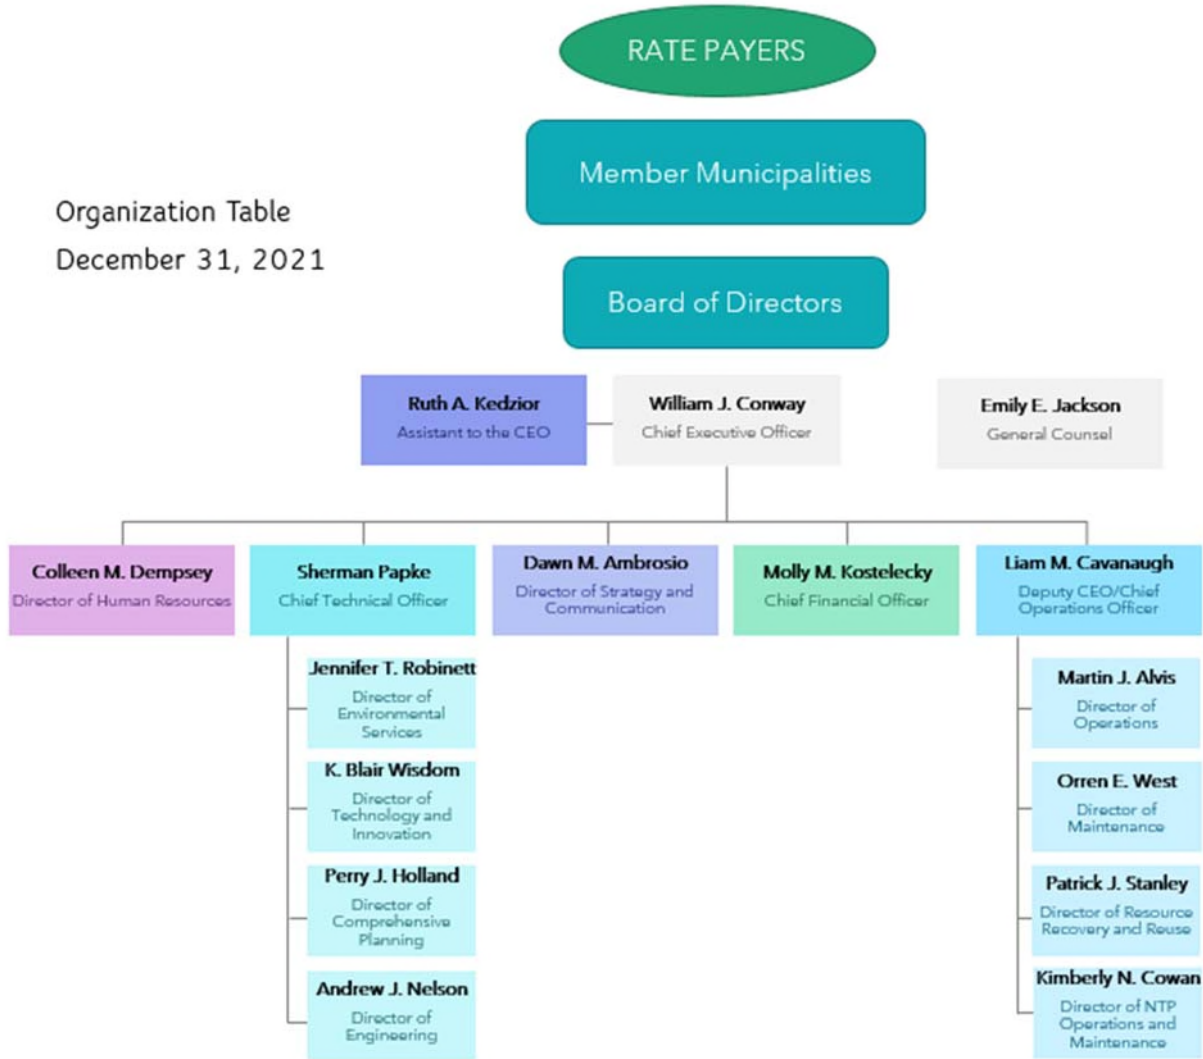 RATE PAYERS
Member Municipalities
Organization Table
December 31, 2021
Board of Directors
Ruth A. Kedzior
Assistant to the CEO
William J. Conway
Chief Executive Officer
Emily E. Jackson
General Counsel
Colleen M. Dempsey
Director of Human Resources
Sherman Papke
Chief Technical Officer
Dawn M. Ambrosio
Director of Strategy and
Communication
Molly M. Kostelecky
Chief Financial Officer
Liam M. Cavanaugh
Deputy CEO/Chief
Operations Officer
Jennifer T. Robinett
Director of
Environmental
Services
K. Blair Wisdom
Director of
Technology and
Innovation
Perry J. Holland
Director of
Comprehensive
Planning
Andrew J. Nelson
Director of
Engineering
Martin J. Alvis
Director of
Operations
Orren E. West
Director of
Maintenance
Patrick J. Stanley
Director of Resource
Recovery and Reuse
Kimberly N. Cowan
Director of NTP
Operations and
Maintenance